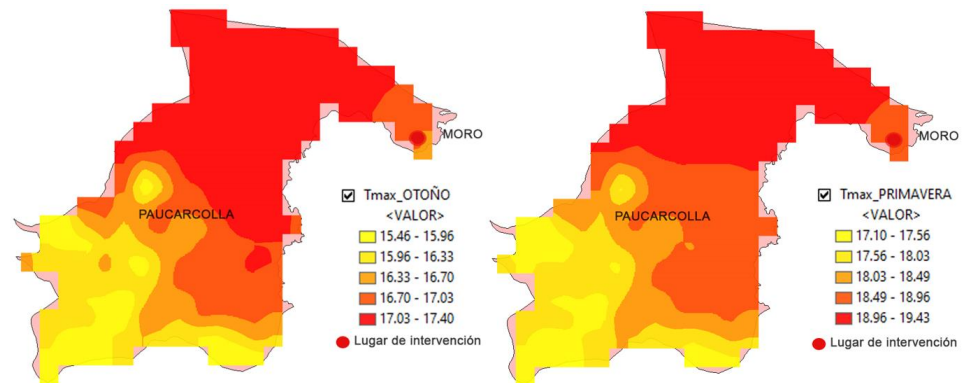 MORO
PAUCARCOLLA
Tmax_OTOÑO
<VALOR>
15.46 - 15.96
15.96 - 16.33
16.33 - 16.70
16.70 - 17.03
17.03 - 17.40
Lugar de intervención
MORO
PAUCARCOLLA
Tmax_PRIMAVERA
<VALOR>
17.10 - 17.56
17.56 - 18.03
18.03 - 18.49
18.49 - 18.96
18.96 - 19.43
Lugar de intervención